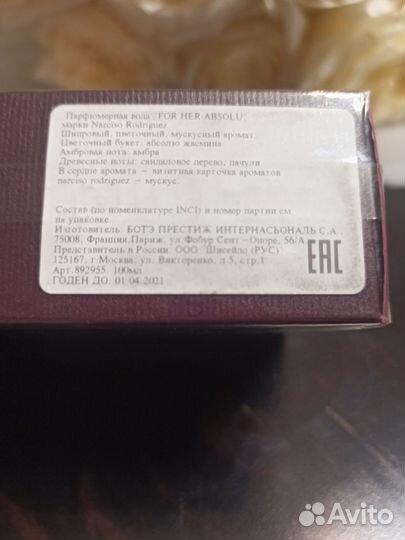 Парфюмерная вода "FOR HER ABSOLU"
марки Narciso Rodriguez
Шипровый, цветочный, мускусный аромат.
Цветочный букет: абсолю жасмина
Амбровая нота: амбра
Древесные ноты: сандаловое дерево, пачули
В сердце аромата – визитная карточка ароматов
narciso rodriguez – мускус.
Состав (по номенклатуре INCI) и номер партии см
на упаковке.
Изготовитель: БОТЭ ПРЕСТИЖ ИНТЕРНАСЬОНАЛЬ С.А.,
75008, Франция,Париж, ул.Фобур Сент - Оноре, 56/А
Представитель в России: ООО "Шисейдо (РУС)"
125167, г.Москва, ул. Викторенко, д.5, стр.1
Арт.892955. 100мл
ГОДЕН ДО: 01.04.2021
EAC
Avito